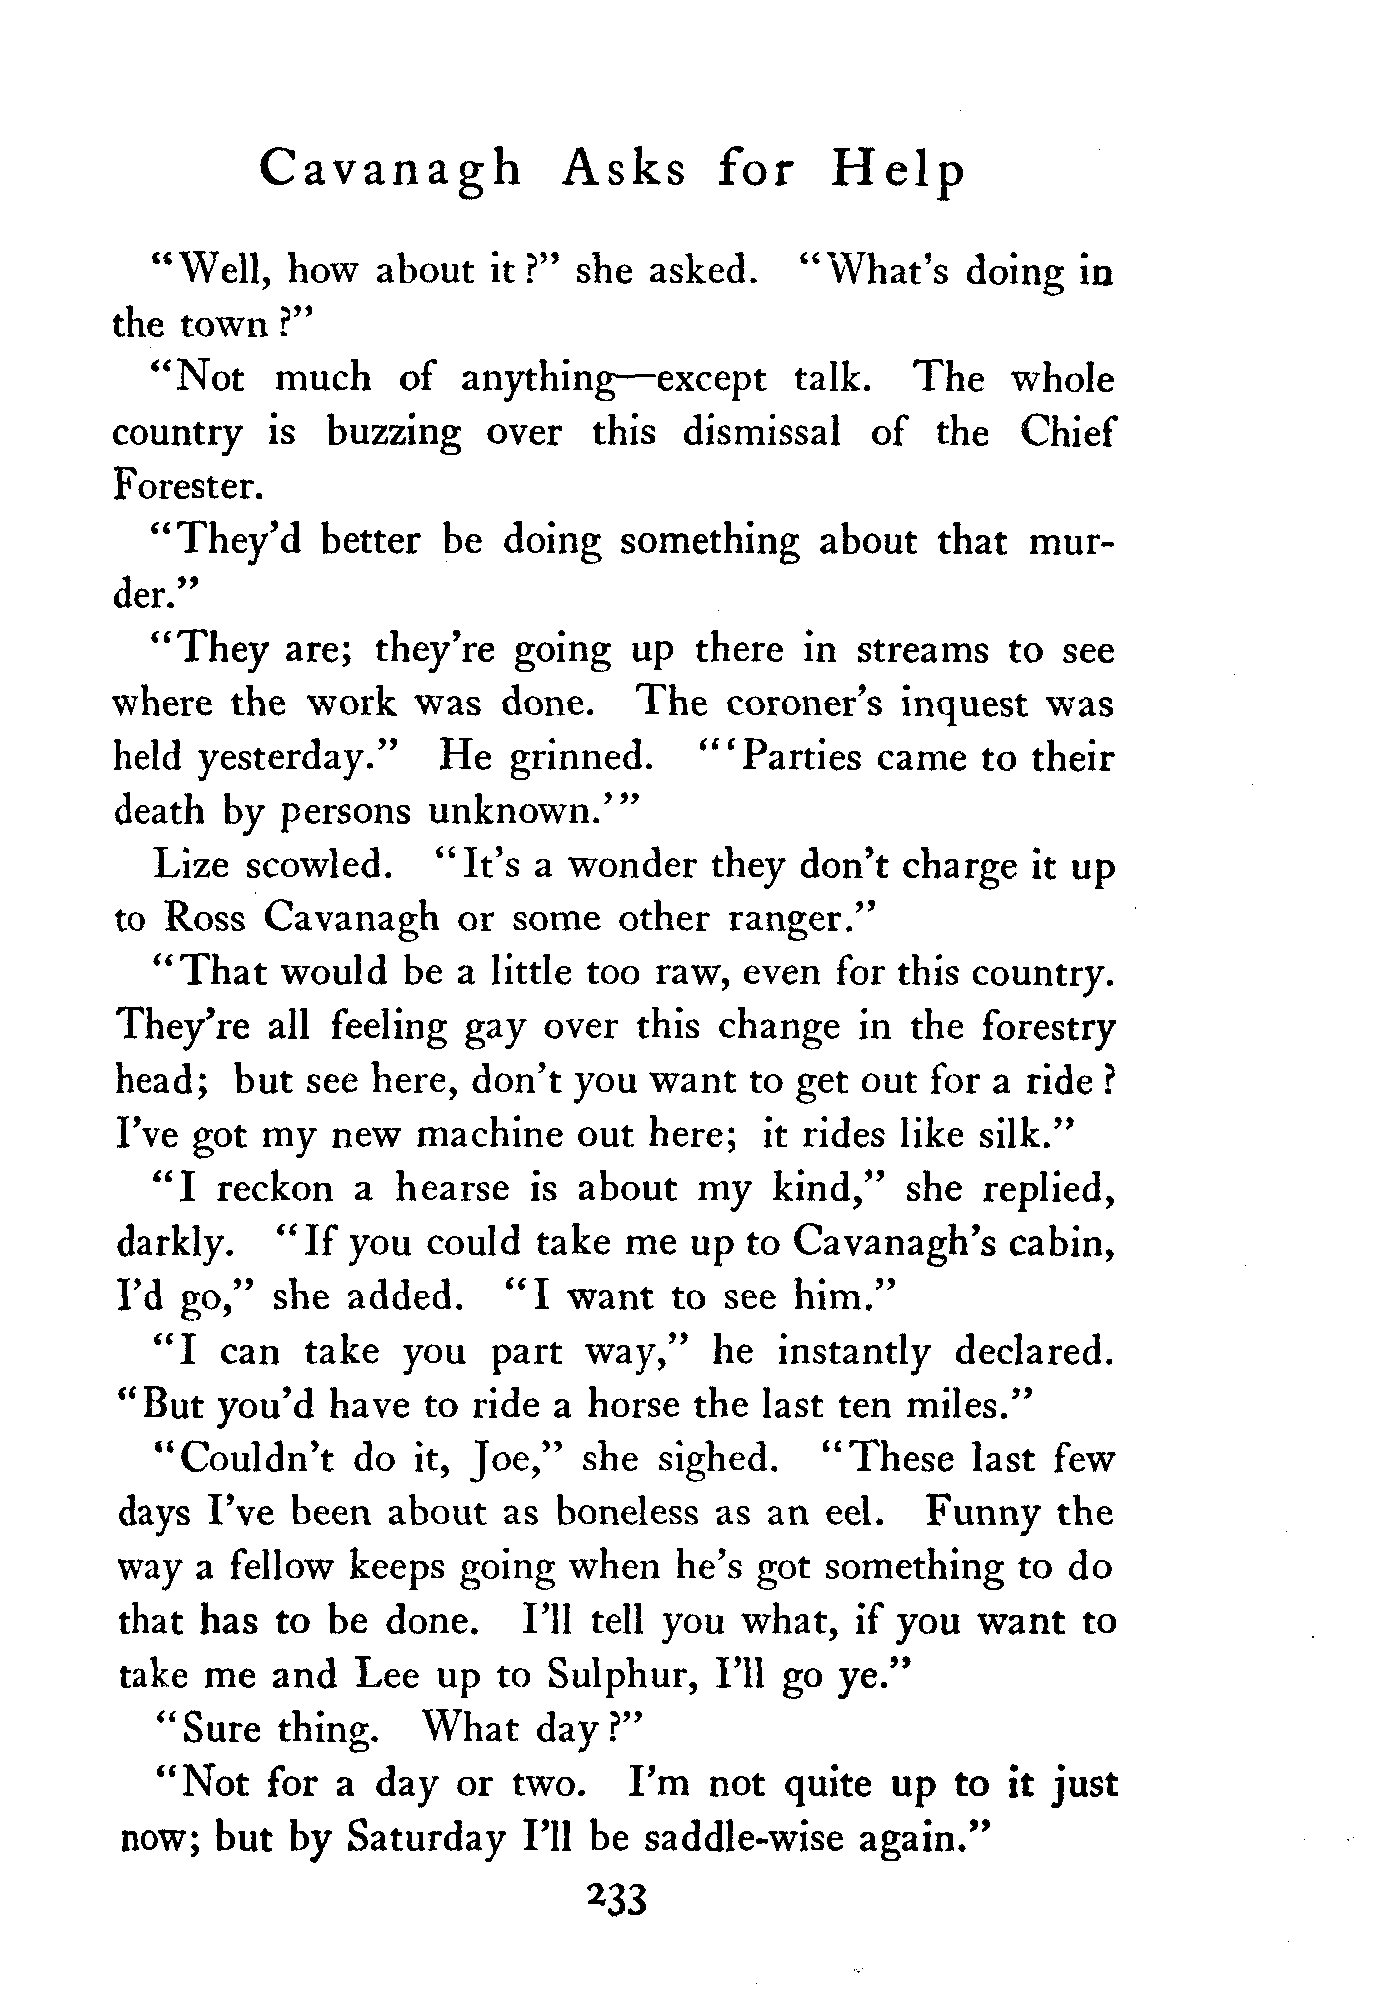 Cavanagh Asks for Help
"Well, how about it?" she asked. "What's doing in
the town?"
"Not much of anything—except talk. The whole
country is buzzing over this dismissal of the Chief
Forester.
"They'd better be doing something about that mur-
der."
"They are; they're going up there in streams to see
where the work was done. The coroner's inquest was
held yesterday." He grinned. "'Parties came to their
death by persons unknown.'"
Lize scowled. "It's a wonder they don't charge it up
to Ross Cavanagh or some other ranger."
"That would be a little too raw, even for this country.
They're all feeling gay over this change in the forestry
head; but see here, don't you want to get out for a ride?
I've got my new machine out here; it rides like silk."
"I reckon a hearse is about my kind," she replied,
darkly. "If you could take me up to Cavanagh's cabin,
I'd go," she added. "I want to see him."
"I can take you part way," he instantly declared.
"But you'd have to ride a horse the last ten miles."
"Couldn't do it, Joe," she sighed. "These last few
days I've been about as boneless as an eel. Funny the
way a fellow keeps going when he's got something to do
that has to be done. I'll tell you what, if you want to
take me and Lee up to Sulphur, I'll go ye."
"Sure thing. What day?"
"Not for a day or two. I'm not quite up to it just
now; but by Saturday I'll be saddle-wise again."
233